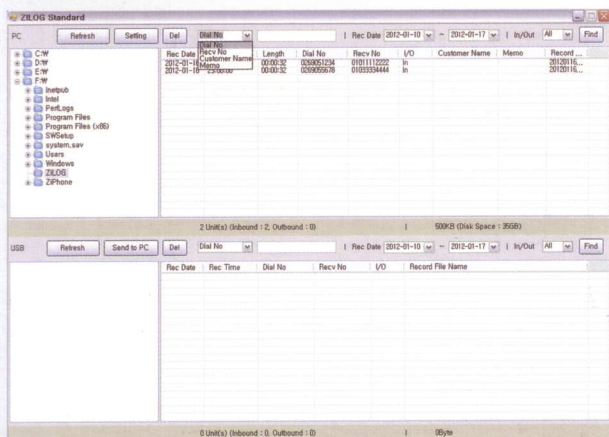 ZILOG Standard
PC Refresh Setting Del Dial No | Rec Date 2012-01-10 ~ 2012-01-17 | In/Out All Find
Dial No
Recv No
Customer Name
Memo
Rec Date Length Dial No Recv No I/O Customer Name Memo Record ...
00:00:32 0269051234 01011112222 In 20120116...
2012-01-16 00:00:32 0269055678 01033334444 In 20120116...
C:₩
D:₩
E:₩
F:₩
Inetpub
Intel
PerfLogs
Program Files
Program Files (x86)
SWSetup
system.sav
Users
Windows
ZILOG
ZiPhone
2 Unit(s) (Inbound : 2, Outbound : 0) | 500KB (Disk Space : 35GB)
USB Refresh Send to PC Del Dial No | Rec Date 2012-01-10 ~ 2012-01-17 | In/Out All Find
Rec Date Rec Time Dial No Recv No I/O Record File Name
0 Unit(s) (Inbound : 0, Outbound : 0) | 0Byte